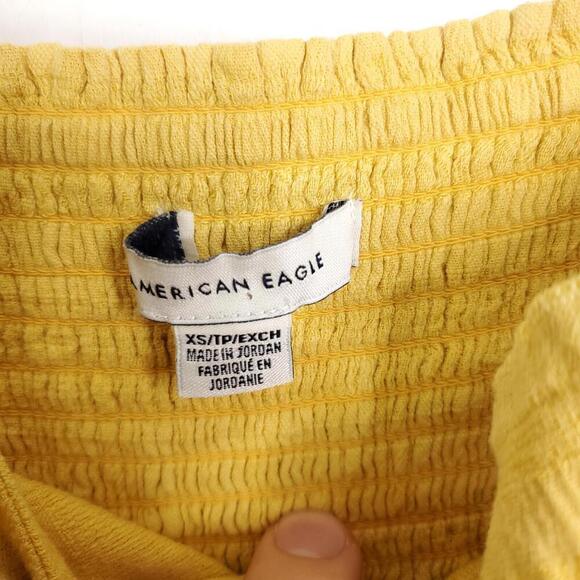 AMERICAN EAGLE
XS/TP/EXCH
MADE IN JORDAN
FABRIQUÉ EN
JORDANIE